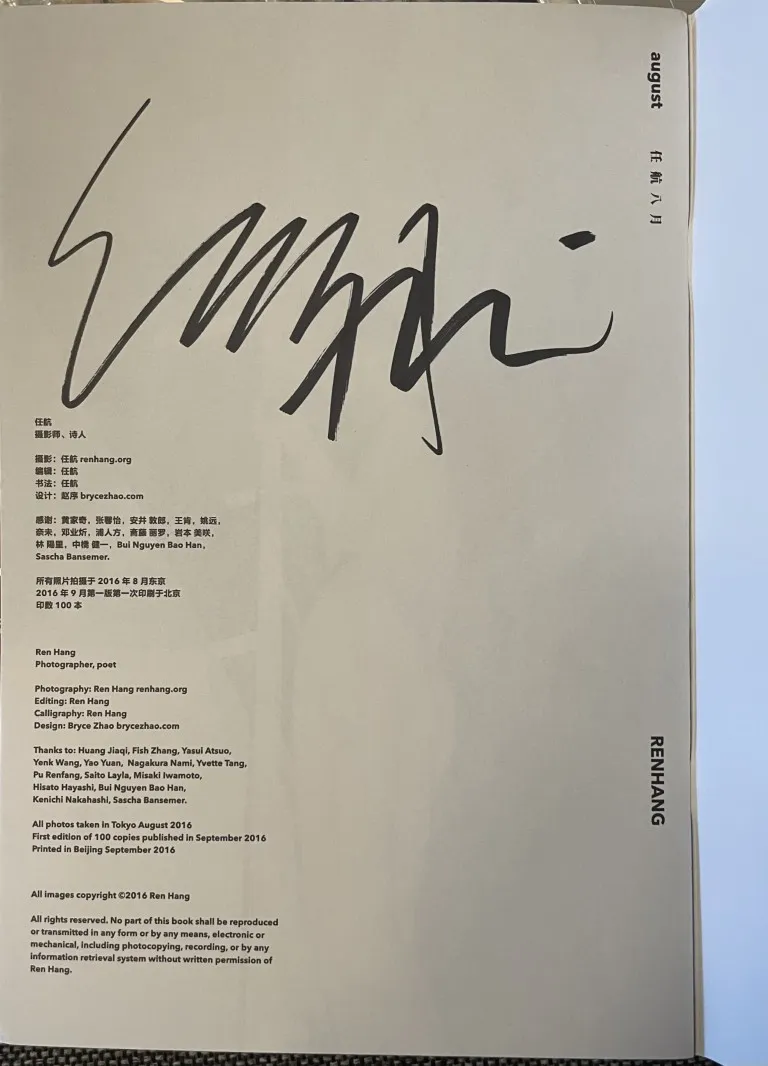 august 任航八月
任航
摄影师、诗人
摄影：任航 renhang.org
编辑：任航
书法：任航
设计：赵序 brycezhao.com
感谢：黄家奇，张馨怡，安井 敦郎，王肯，姚远，
奈未，邓业炘，浦人方，斎藤 丽罗，岩本 美咲，
林 陽里，中橋 健一，Bui Nguyen Bao Han，
Sascha Bansemer.
所有照片拍摄于 2016 年 8 月东京
2016 年 9 月第一版第一次印刷于北京
印数 100 本
Ren Hang
Photographer, poet
Photography: Ren Hang renhang.org
Editing: Ren Hang
Calligraphy: Ren Hang
Design: Bryce Zhao brycezhao.com
Thanks to: Huang Jiaqi, Fish Zhang, Yasui Atsuo,
Yenk Wang, Yao Yuan, Nagakura Nami, Yvette Tang,
Pu Renfang, Saito Layla, Misaki Iwamoto,
Hisato Hayashi, Bui Nguyen Bao Han,
Kenichi Nakahashi, Sascha Bansemer.
All photos taken in Tokyo August 2016
First edition of 100 copies published in September 2016
Printed in Beijing September 2016
All images copyright ©2016 Ren Hang
All rights reserved. No part of this book shall be reproduced
or transmitted in any form or by any means, electronic or
mechanical, including photocopying, recording, or by any
information retrieval system without written permission of
Ren Hang.
RENHANG